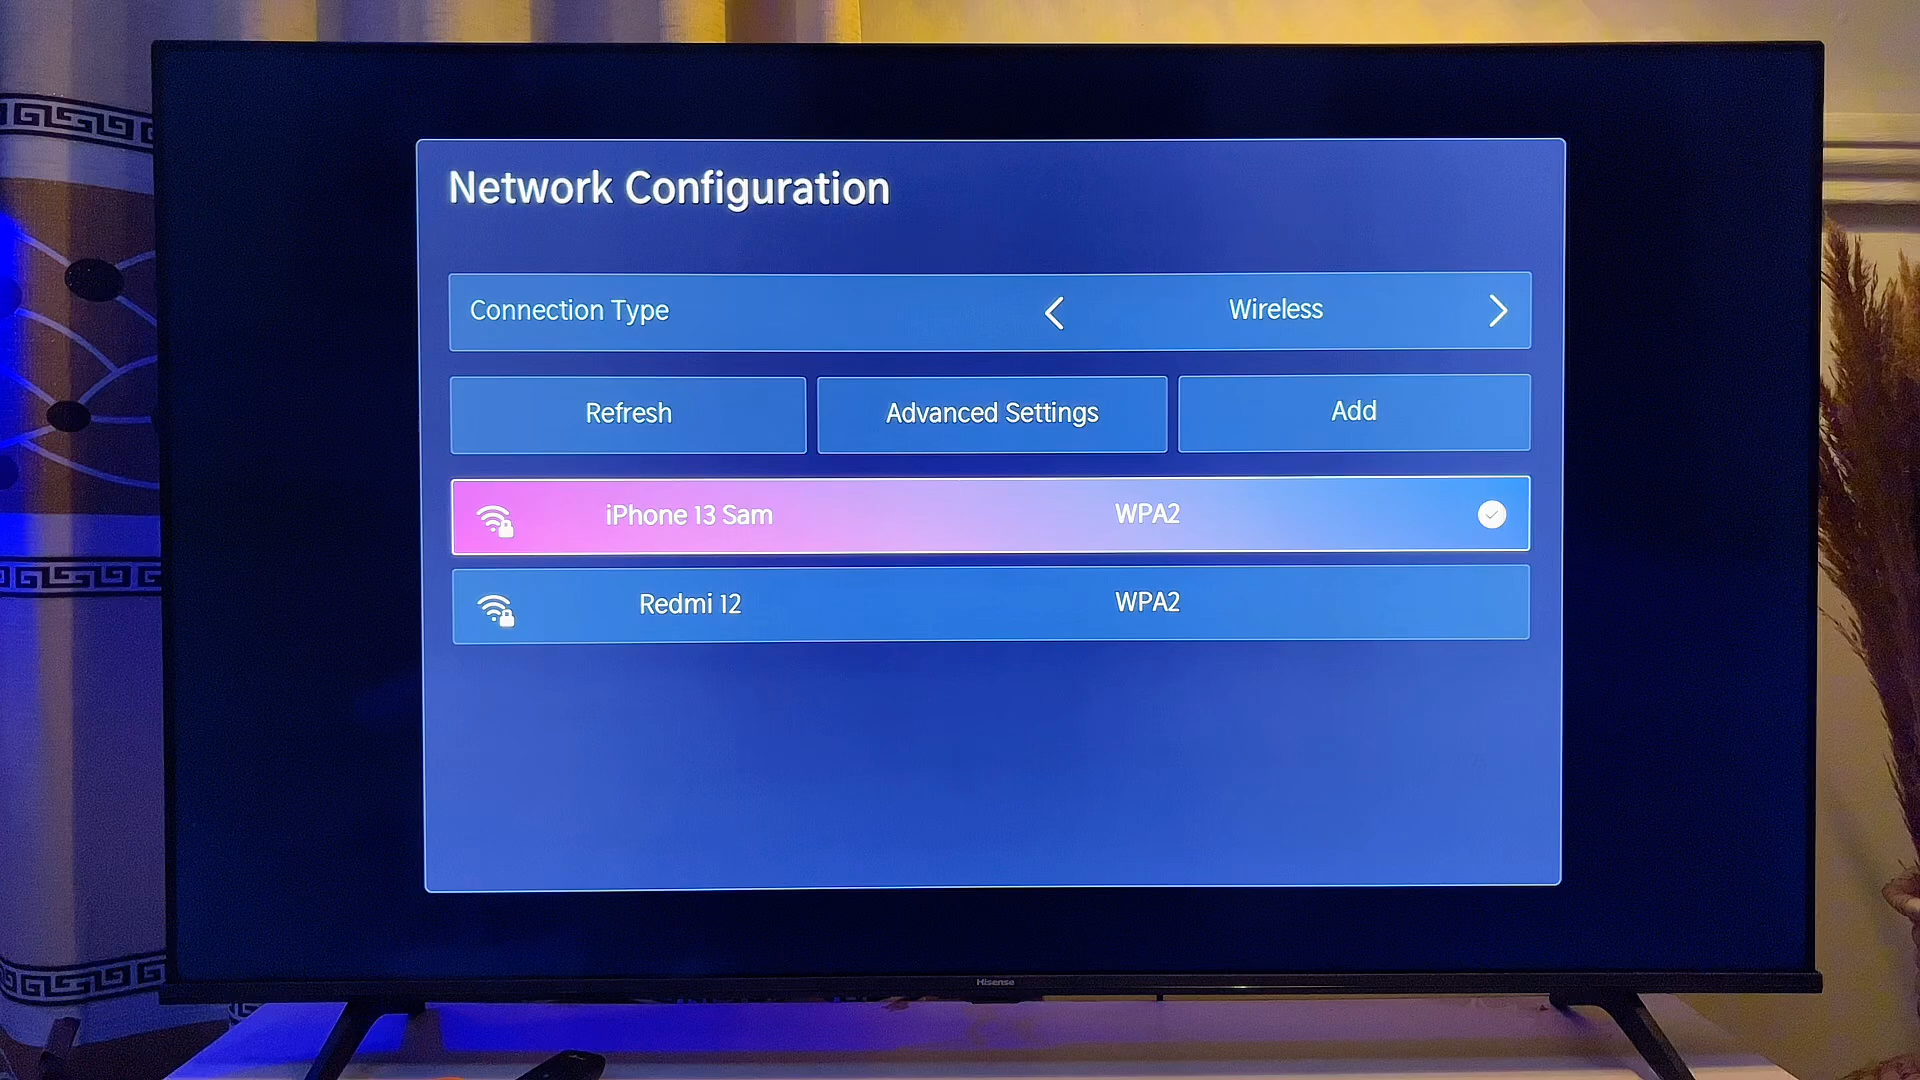 Network Configuration
Connection Type Wireless
Refresh Advanced Settings Add
iPhone 13 Sam WPA2
Redmi 12 WPA2
Hisense